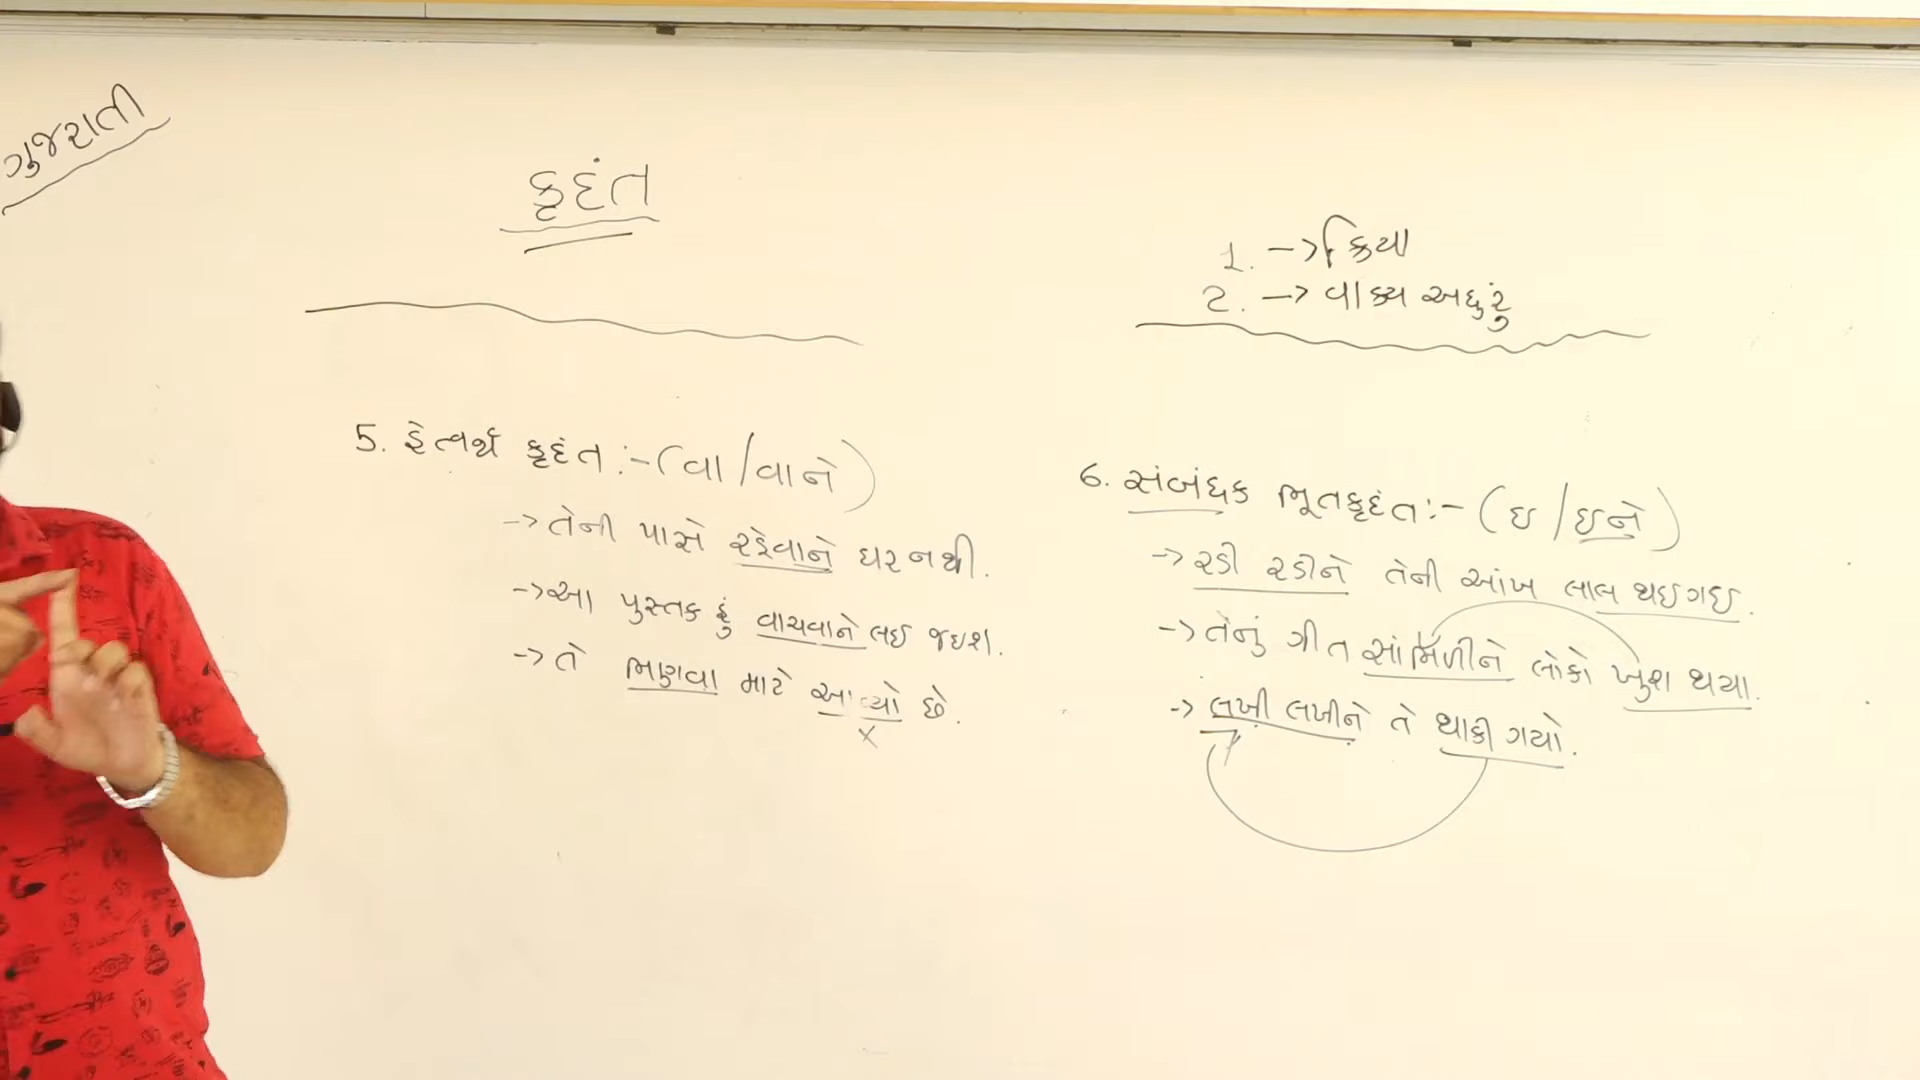 ગુજરાતી
કૃદંત
1. → ક્રિયા
2. → વાક્ય અધુરું
5. હેત્વર્થ કૃદંત :- (વા / વાને)
→ તેની પાસે રહેવાને ઘર નથી.
→ આ પુસ્તક હું વાચવાને લઇ જઇશ.
→ તે ભણવા માટે આવ્યો છે.
x
6. સંબંધક ભૂતકૃદંત :- (ઇ / ઇને)
→ રડી રડીને તેની આંખ લાલ થઇ ગઇ.
→ તેનું ગીત સાંભળીને લોકો ખુશ થયા.
→ લખી લખીને તે થાકી ગયો.